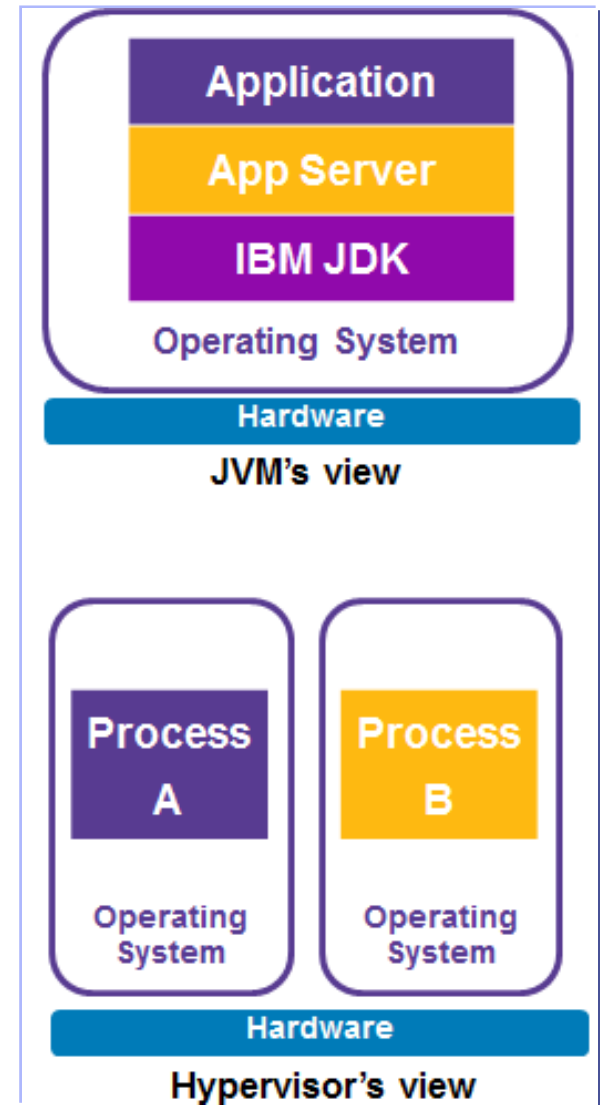 Application
App Server
IBM JDK
Operating System
Hardware
JVM's view
Process
A
Operating
System
Process
B
Operating
System
Hardware
Hypervisor's view